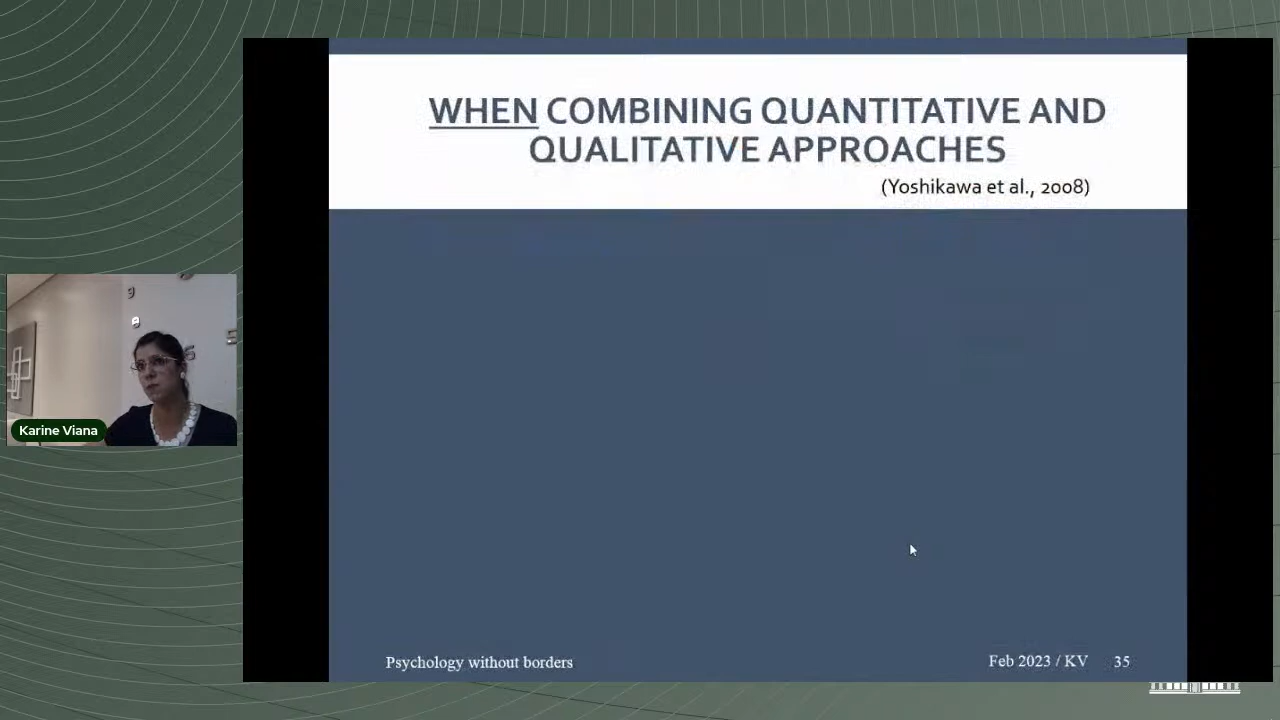 WHEN COMBINING QUANTITATIVE AND
QUALITATIVE APPROACHES
(Yoshikawa et al., 2008)
Karine Viana
Psychology without borders
Feb 2023 / KV 35